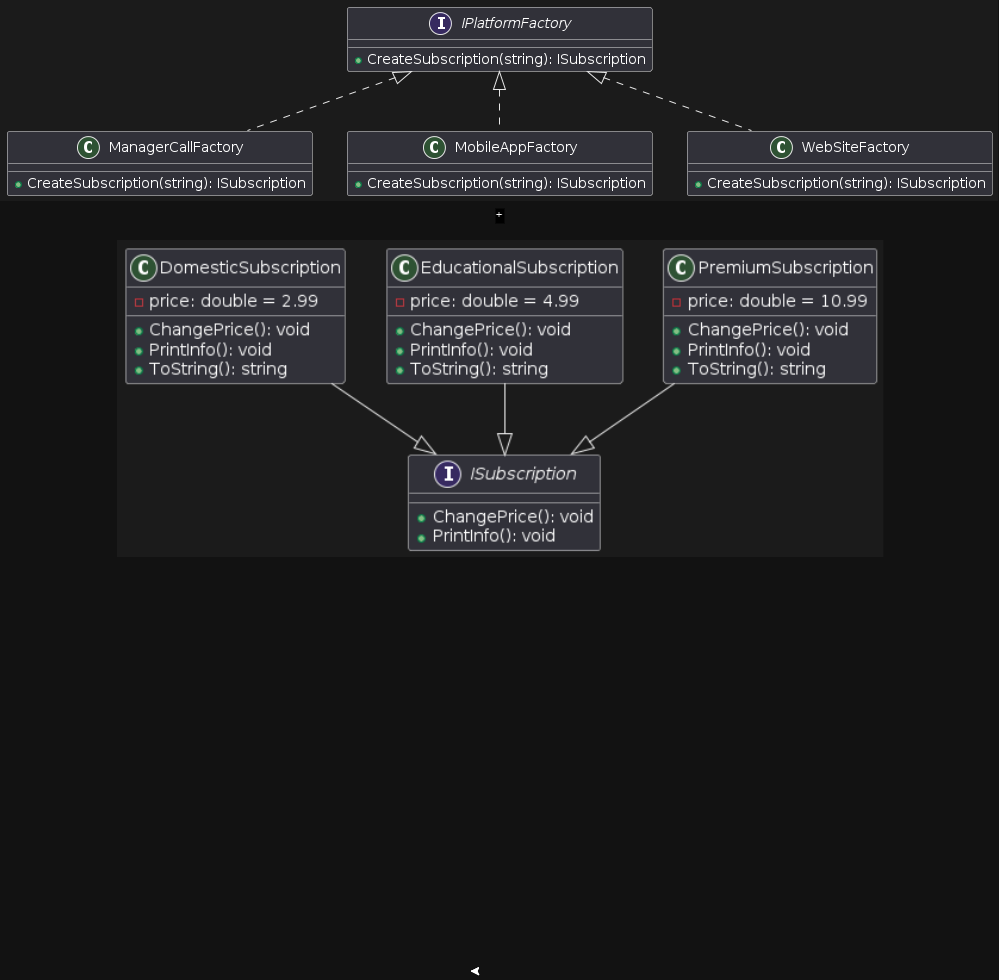 I IPlatformFactory
CreateSubscription(string): ISubscription
C ManagerCallFactory
CreateSubscription(string): ISubscription
C MobileAppFactory
CreateSubscription(string): ISubscription
C WebSiteFactory
CreateSubscription(string): ISubscription
+
C DomesticSubscription
price: double = 2.99
ChangePrice(): void
PrintInfo(): void
ToString(): string
C EducationalSubscription
price: double = 4.99
ChangePrice(): void
PrintInfo(): void
ToString(): string
C PremiumSubscription
price: double = 10.99
ChangePrice(): void
PrintInfo(): void
ToString(): string
I ISubscription
ChangePrice(): void
PrintInfo(): void